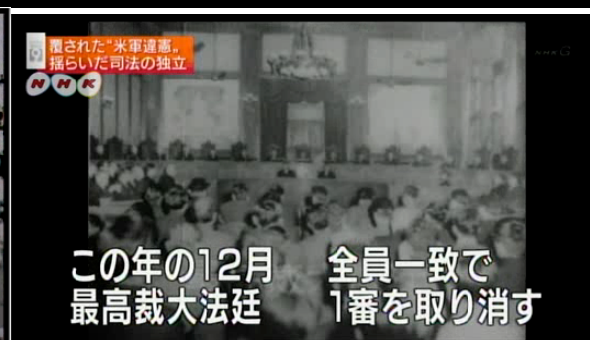 覆された“米軍違憲„
揺らいだ司法の独立
NHK
NHK G
この年の12月 全員一致で
最高裁大法廷 1審を取り消す